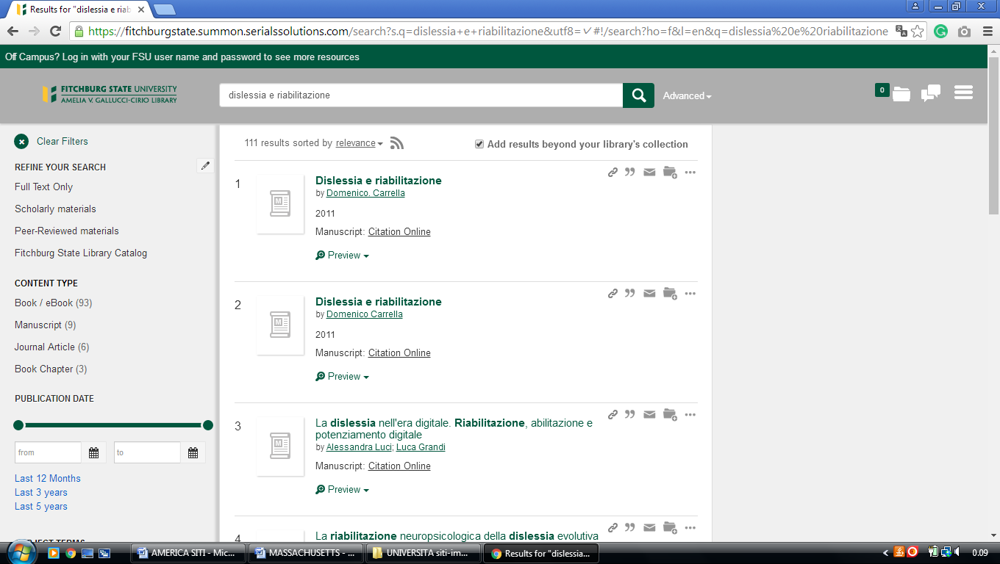 Results for "dislessia e riab
https://fitchburgstate.summon.serialssolutions.com/search?s.q=dislessia+e+riabilitazione&utf8=✓#!/search?ho=f&l=en&q=dislessia%20e%20riabilitazione
Off Campus? Log in with your FSU user name and password to see more resources
FITCHBURG STATE UNIVERSITY
AMELIA V. GALLUCCI-CIRIO LIBRARY
dislessia e riabilitazione
Advanced
0
Clear Filters
REFINE YOUR SEARCH
Full Text Only
Scholarly materials
Peer-Reviewed materials
Fitchburg State Library Catalog
CONTENT TYPE
Book / eBook (93)
Manuscript (9)
Journal Article (6)
Book Chapter (3)
PUBLICATION DATE
from
to
Last 12 Months
Last 3 years
Last 5 years
SUBJECT TERMS
111 results sorted by relevance
Add results beyond your library's collection
1
Dislessia e riabilitazione
by Domenico. Carrella
2011
Manuscript: Citation Online
Preview
2
Dislessia e riabilitazione
by Domenico Carrella
2011
Manuscript: Citation Online
Preview
3
La dislessia nell'era digitale. Riabilitazione, abilitazione e
potenziamento digitale
by Alessandra Luci; Luca Grandi
Manuscript: Citation Online
Preview
4
La riabilitazione neuropsicologica della dislessia evolutiva
AMERICA SITI - Mic...
MASSACHUSETTS - ...
UNIVERSITA siti-im...
Results for "dislessia...
0.09